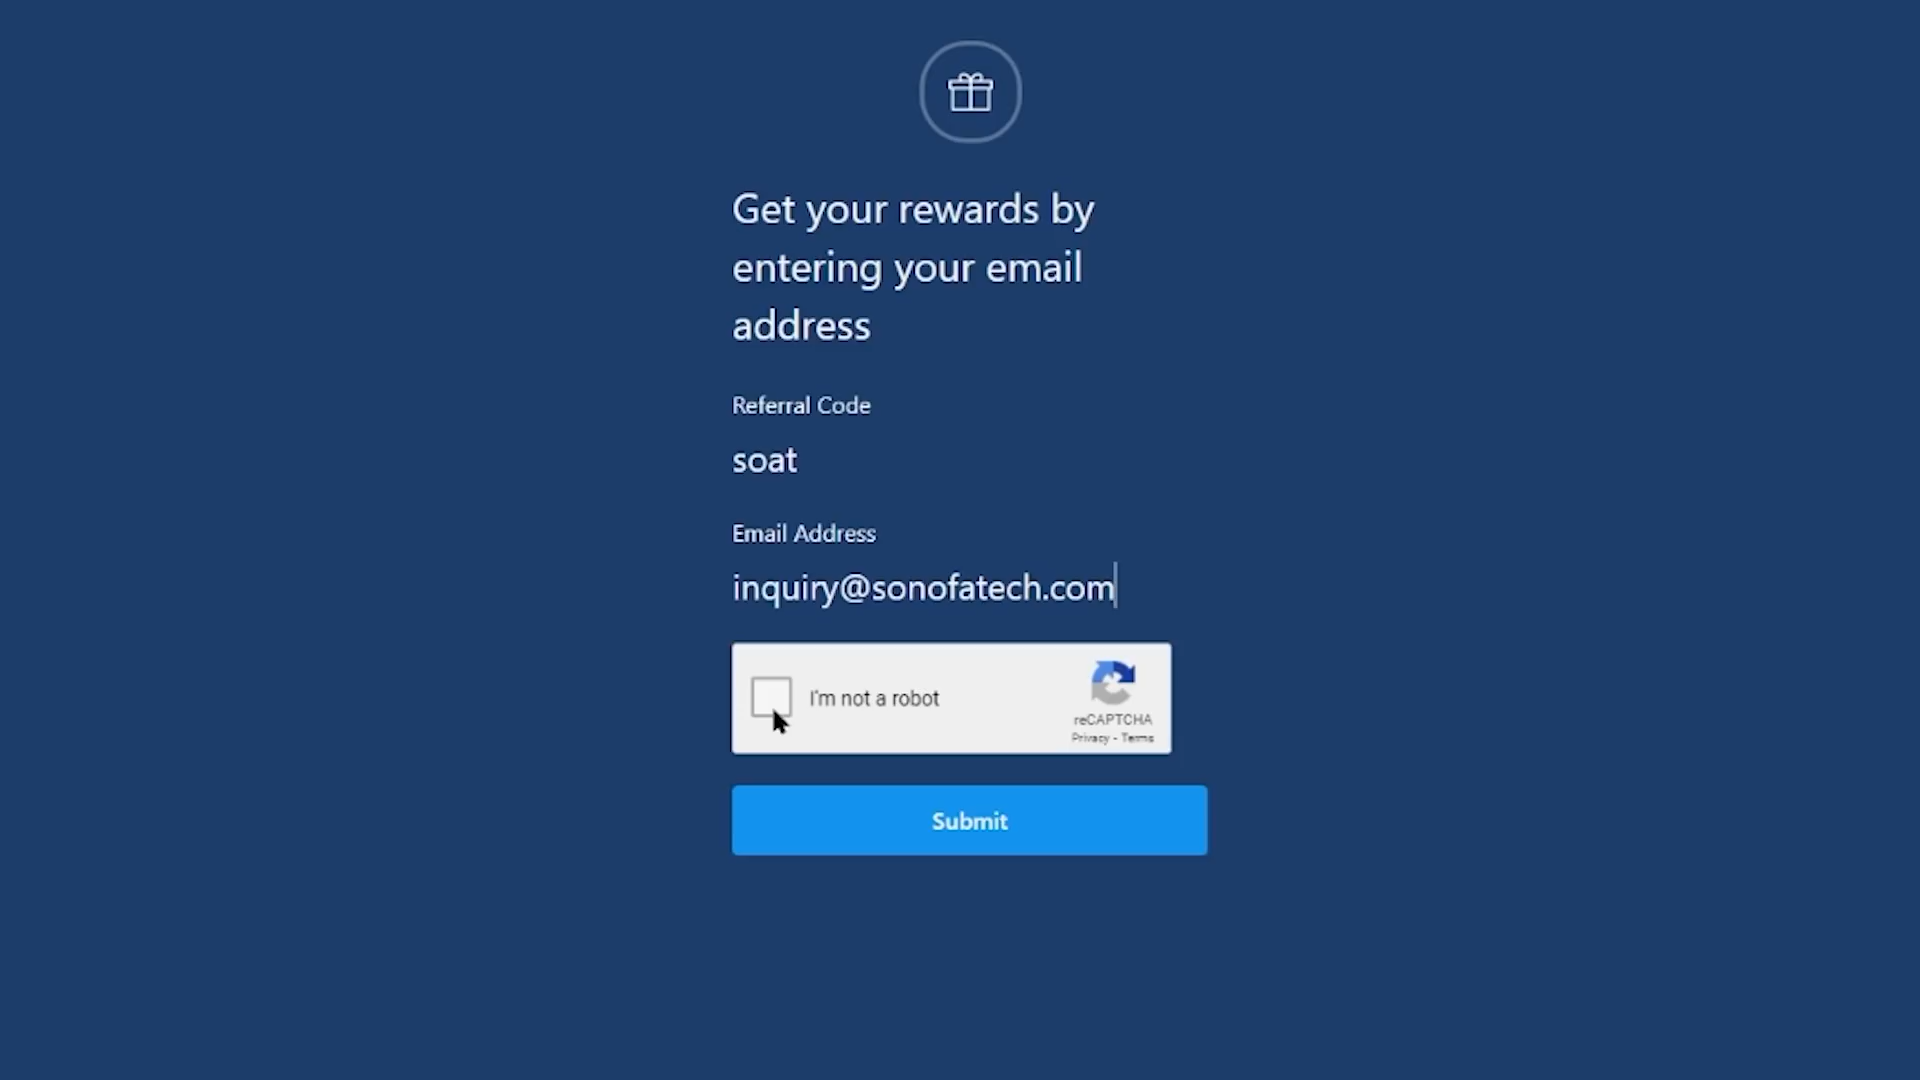 Get your rewards by
entering your email
address
Referral Code
soat
Email Address
inquiry@sonofatech.com
I'm not a robot
reCAPTCHA
Privacy - Terms
Submit